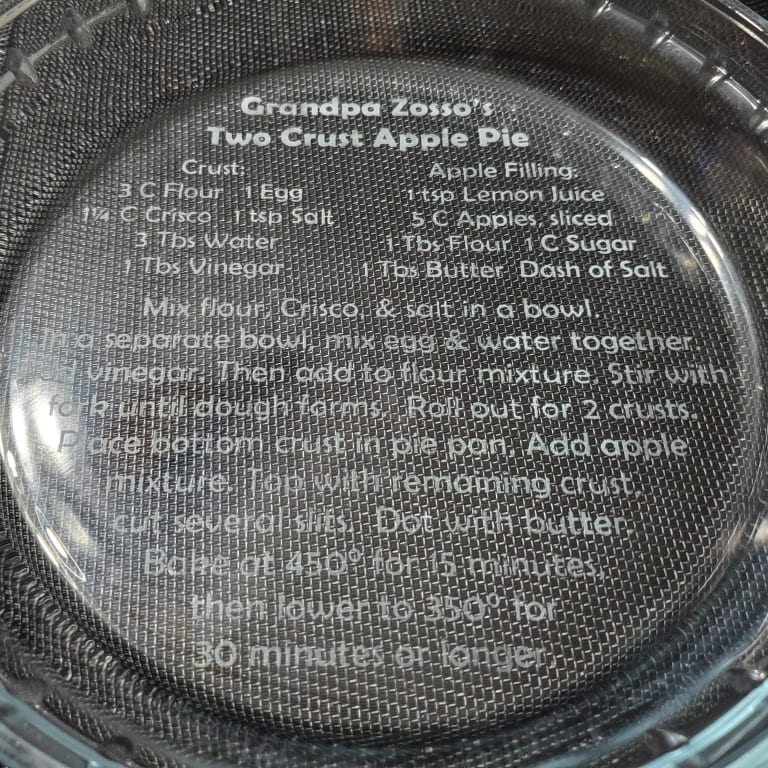 Grandpa Zosso's
Two Crust Apple Pie
Crust:
3 C Flour 1 Egg
1¼ C Crisco 1 tsp Salt
3 Tbs Water
1 Tbs Vinegar
Apple Filling:
1 tsp Lemon Juice
5 C Apples, sliced
1 Tbs Flour 1 C Sugar
1 Tbs Butter Dash of Salt
Mix flour, Crisco, & salt in a bowl.
In a separate bowl, mix egg & water together.
vinegar. Then add to flour mixture. Stir with
fork until dough forms. Roll out for 2 crusts.
Place bottom crust in pie pan. Add apple
mixture. Top with remaining crust,
cut several slits. Dot with butter.
Bake at 450° for 15 minutes,
then lower to 350° for
30 minutes or longer.